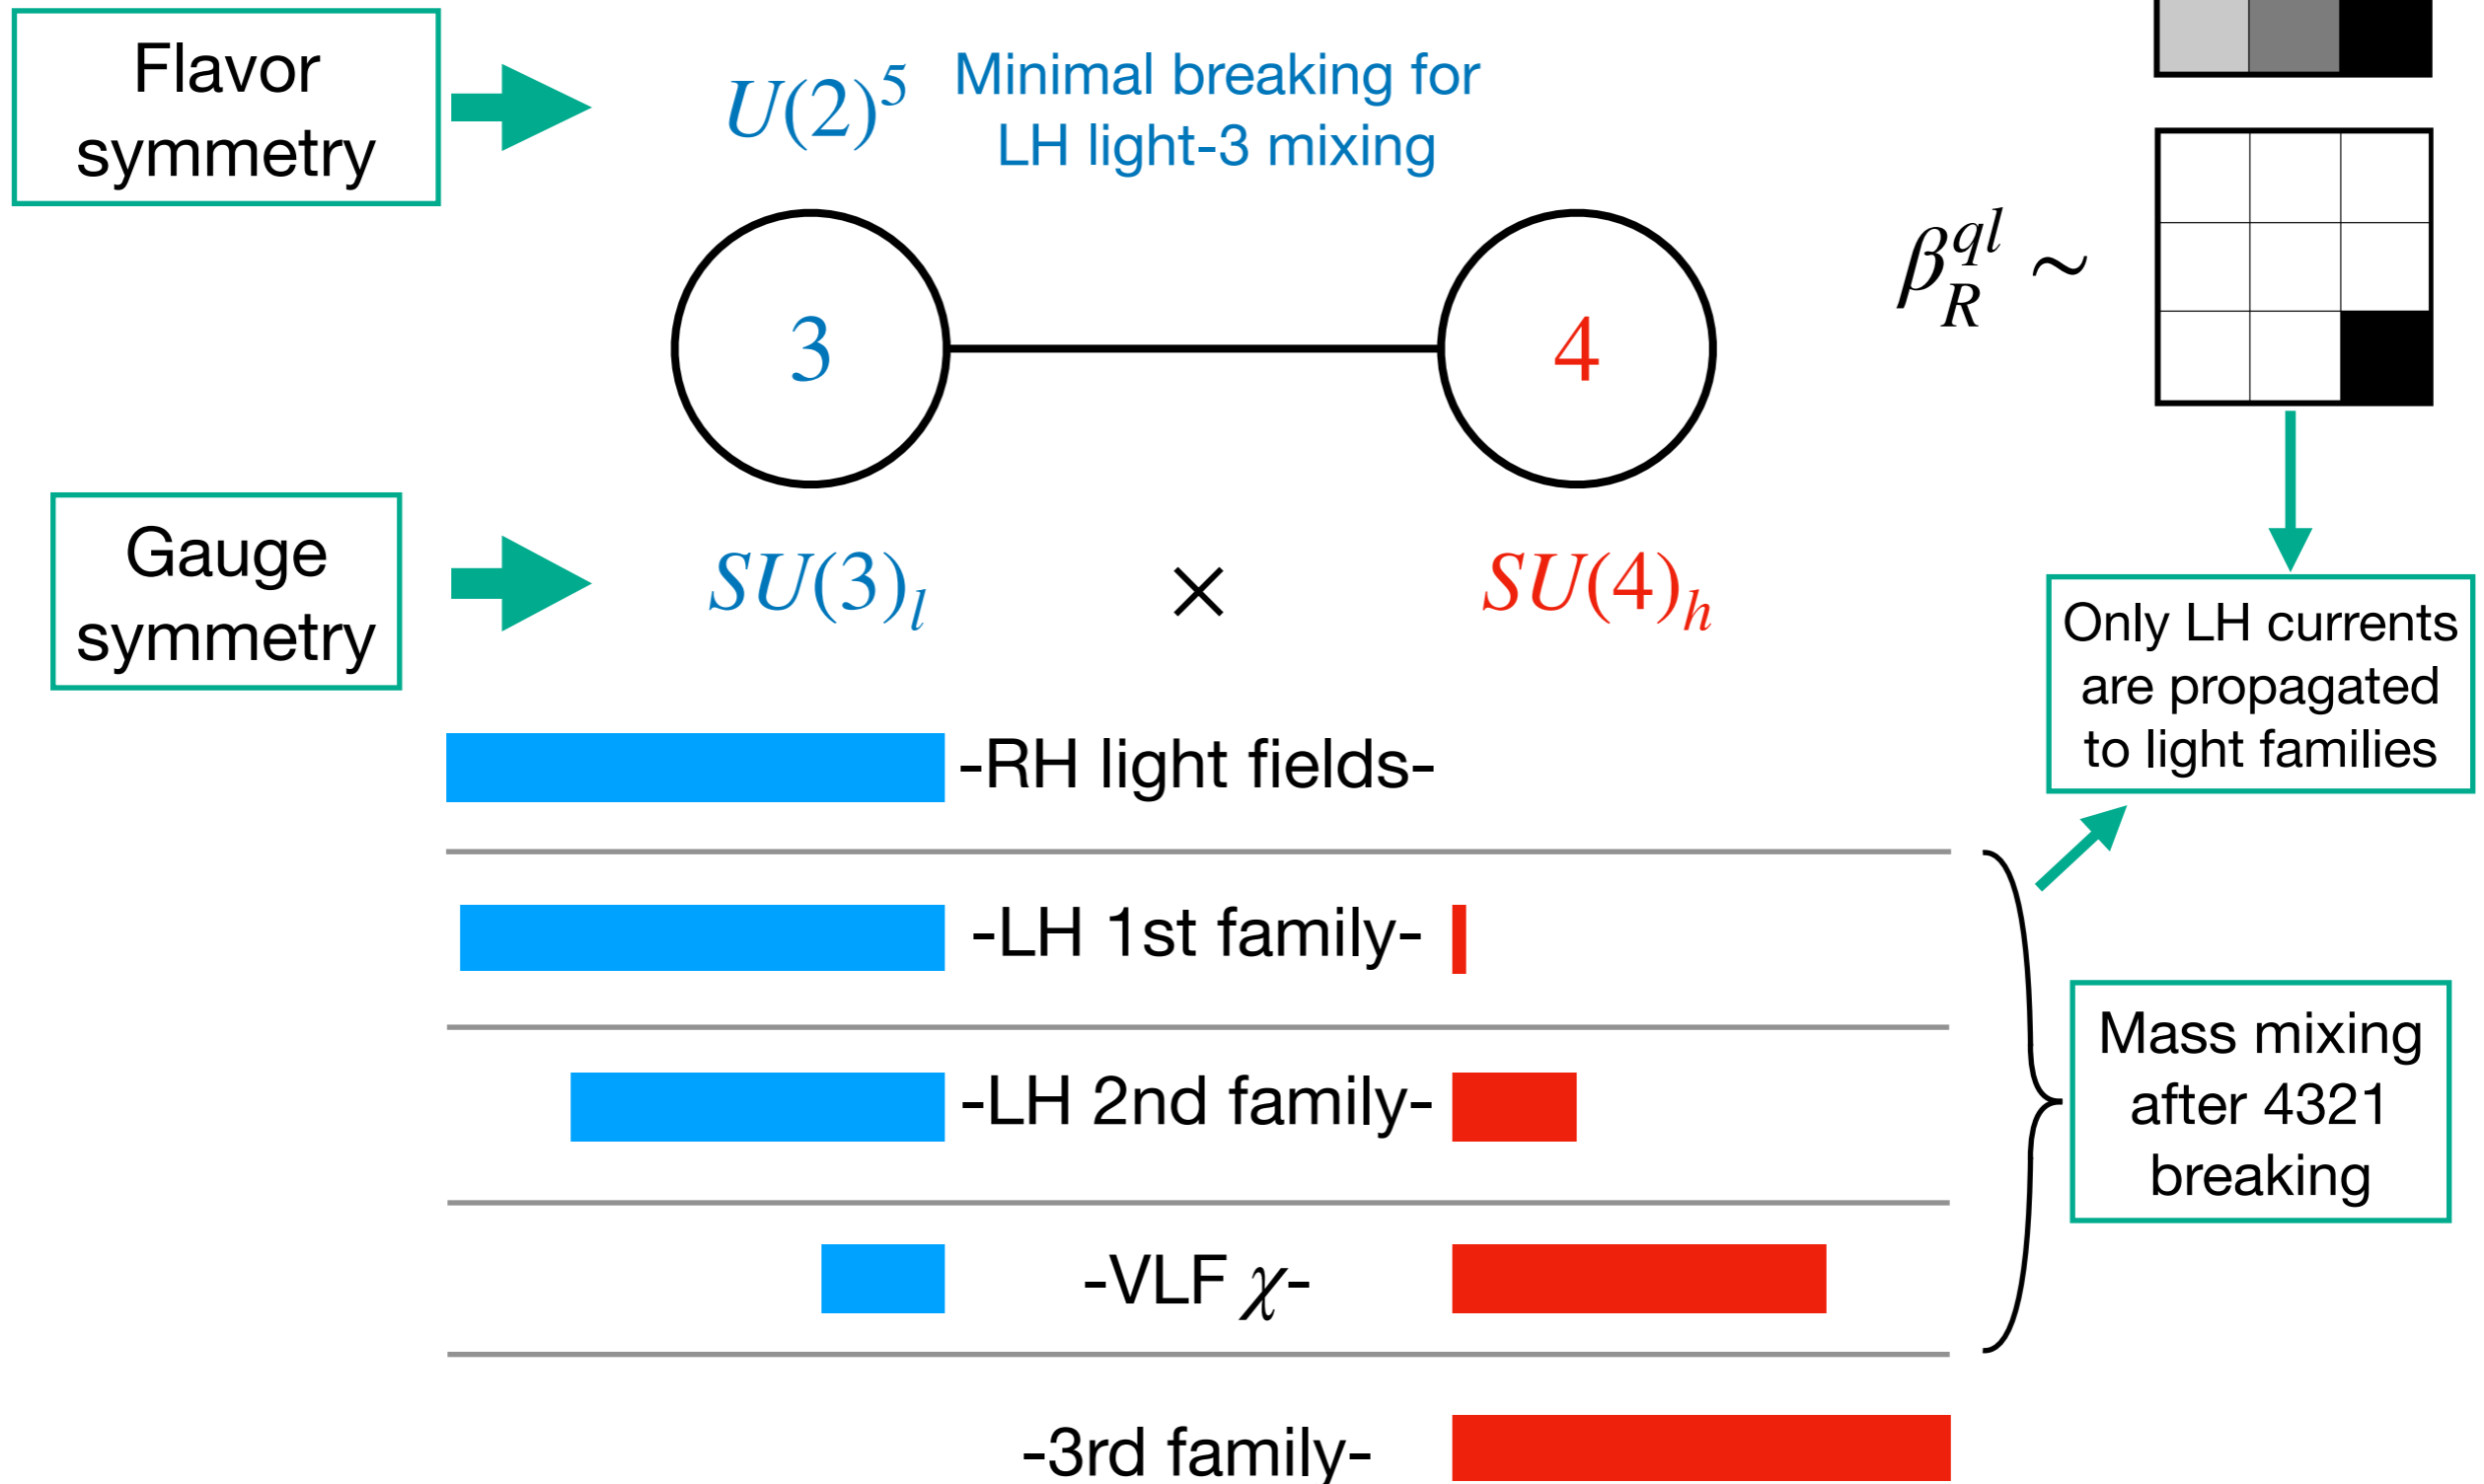 Flavor
symmetry
U(2)^5
Minimal breaking for
LH light-3 mixing
3
4
β_R^{ql} ~
Gauge
symmetry
SU(3)_l × SU(4)_h
Only LH currents
are propagated
to light families
-RH light fields-
-LH 1st family-
-LH 2nd family-
-VLF χ-
-3rd family-
Mass mixing
after 4321
breaking